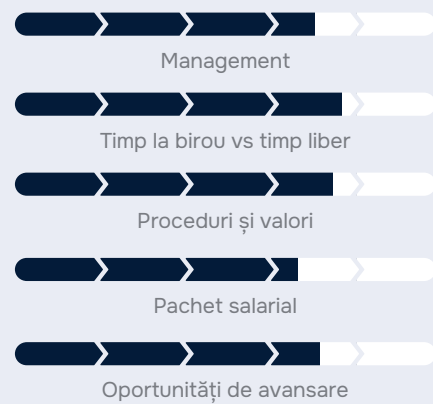 Management
Timp la birou vs timp liber
Proceduri și valori
Pachet salarial
Oportunități de avansare